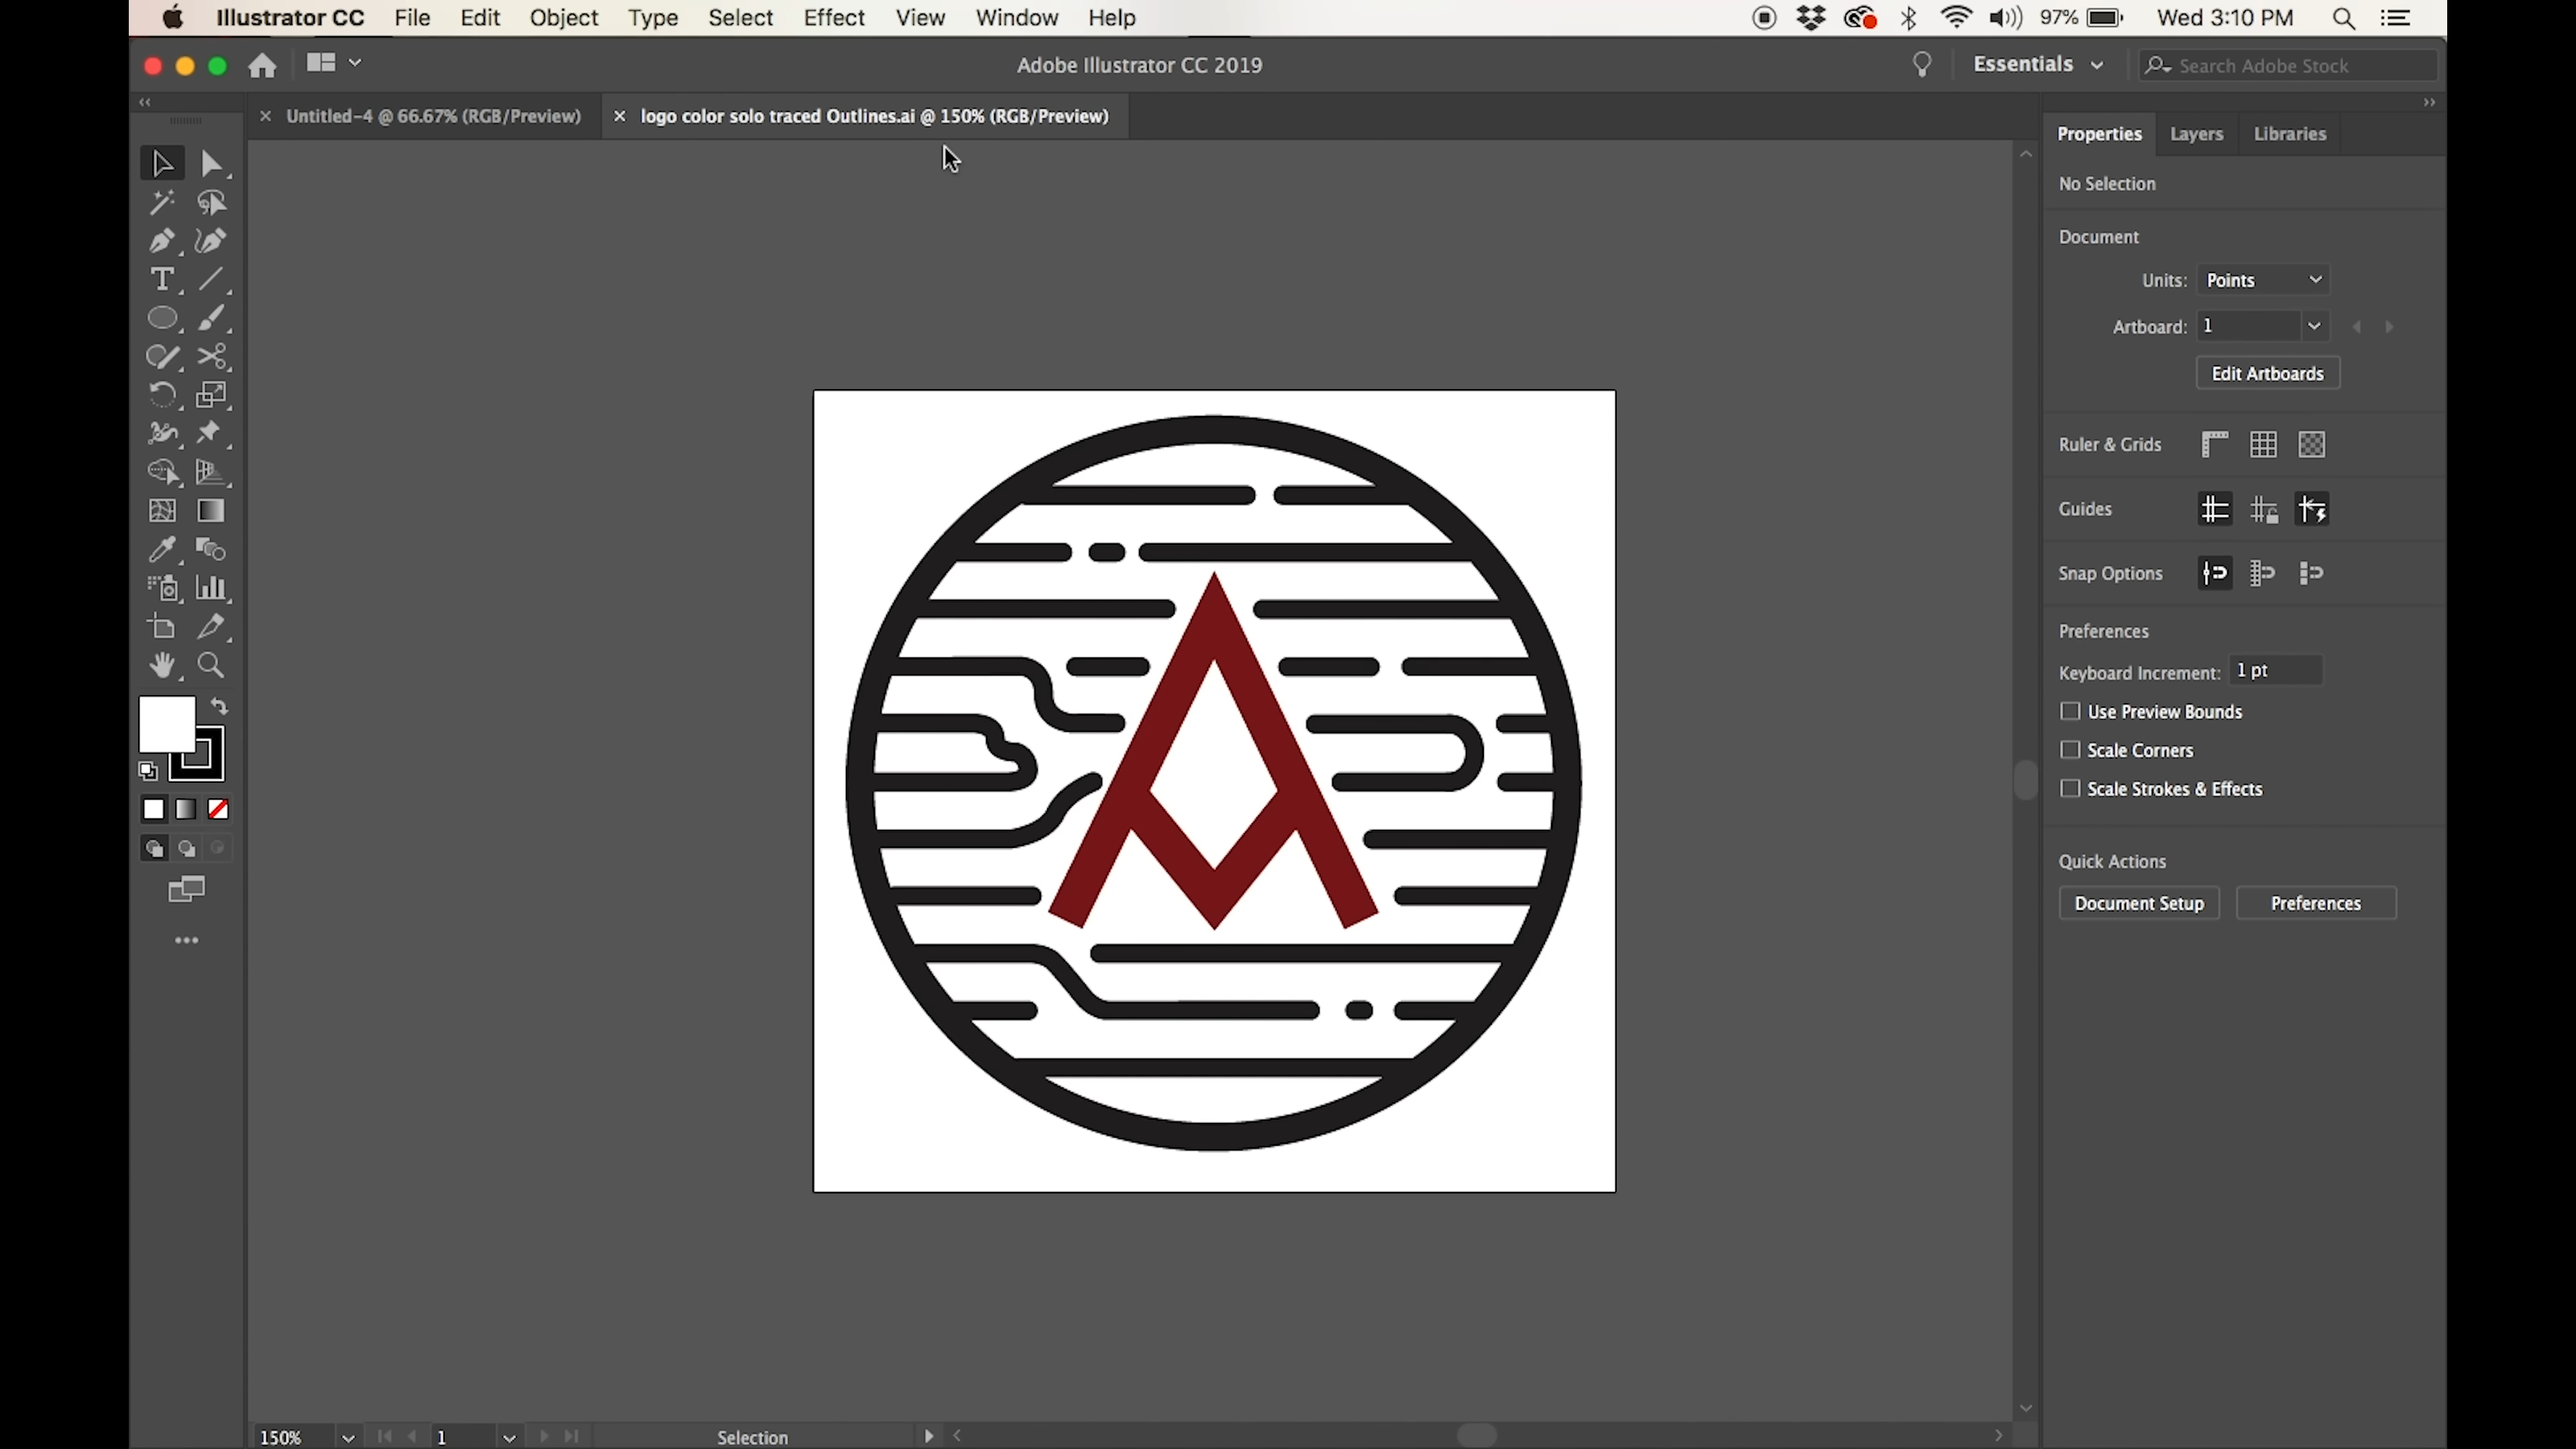 Illustrator CC File Edit Object Type Select Effect View Window Help 97% Wed 3:10 PM
Adobe Illustrator CC 2019 Essentials Search Adobe Stock
Untitled-4 @ 66.67% (RGB/Preview) logo color solo traced Outlines.ai @ 150% (RGB/Preview)
Properties Layers Libraries
No Selection
Document
Units: Points
Artboard: 1
Edit Artboards
Ruler & Grids
Guides
Snap Options
Preferences
Keyboard Increment: 1 pt
Use Preview Bounds
Scale Corners
Scale Strokes & Effects
Quick Actions
Document Setup Preferences
150% 1 Selection